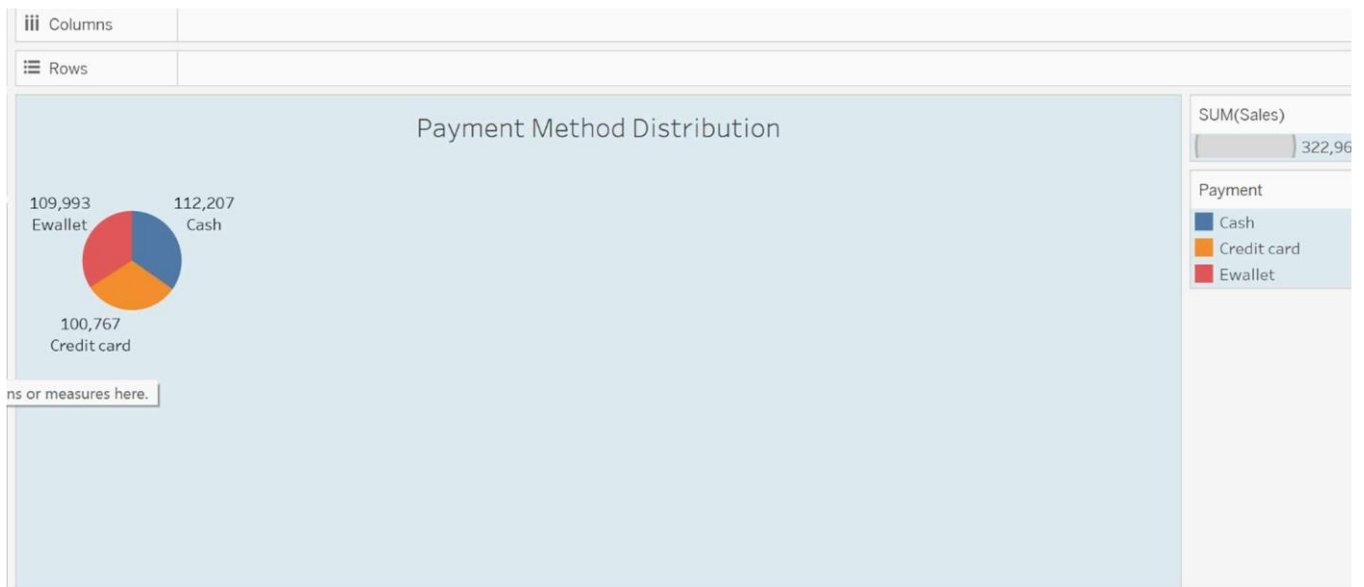 Columns
Rows
Payment Method Distribution
109,993
Ewallet
112,207
Cash
100,767
Credit card
ns or measures here.
SUM(Sales)
322,96
Payment
Cash
Credit card
Ewallet